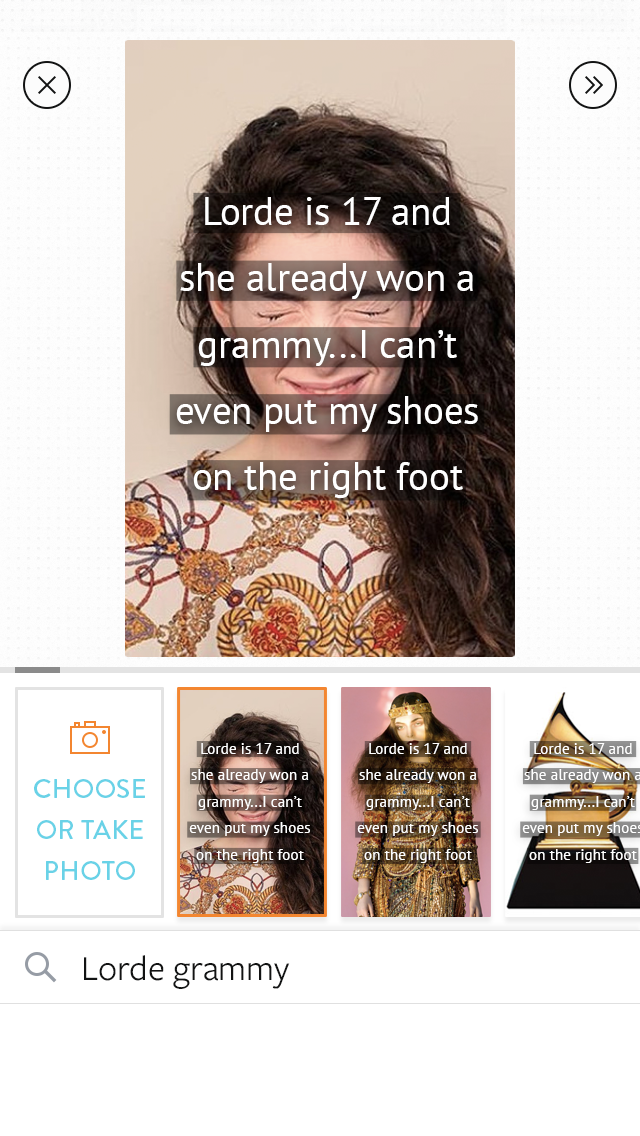 Lorde is 17 and
she already won a
grammy...I can’t
even put my shoes
on the right foot
CHOOSE
OR TAKE
PHOTO
Lorde is 17 and
she already won a
grammy...I can’t
even put my shoes
on the right foot
Lorde is 17 and
she already won a
grammy...I can’t
even put my shoes
on the right foot
Lorde is 17 and
she already won a
grammy...I can’t
even put my shoes
on the right foot
Lorde grammy